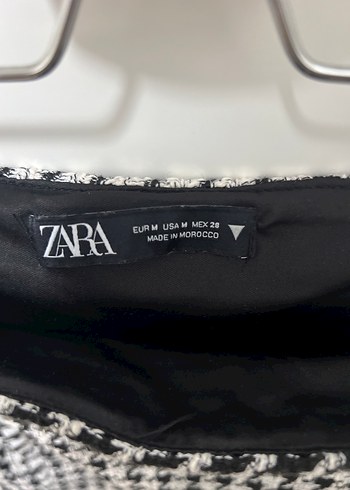 ZARA
EUR M USA M MEX 28
MADE IN MOROCCO